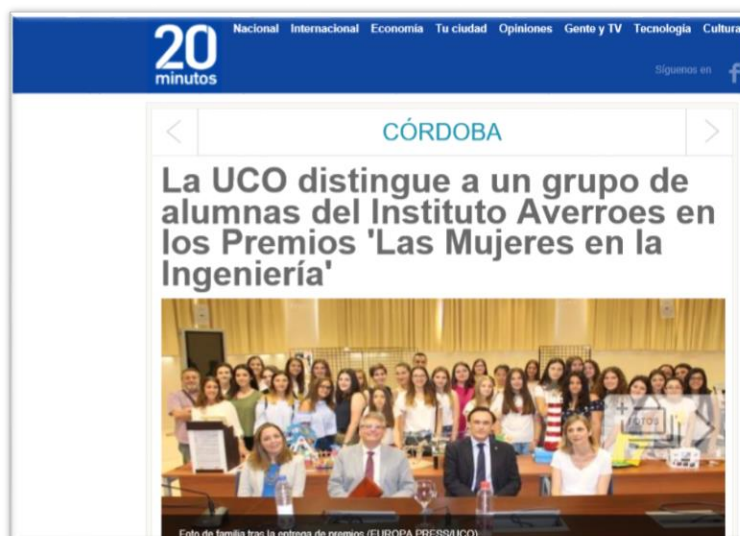 20
minutos
Nacional Internacional Economía Tu ciudad Opiniones Gente y TV Tecnología Cultura
Síguenos en
CÓRDOBA
La UCO distingue a un grupo de
alumnas del Instituto Averroes en
los Premios 'Las Mujeres en la
Ingeniería'
FOTOS
Foto de familia tras la entrega de premios (EUROPA PRESS/UCO)